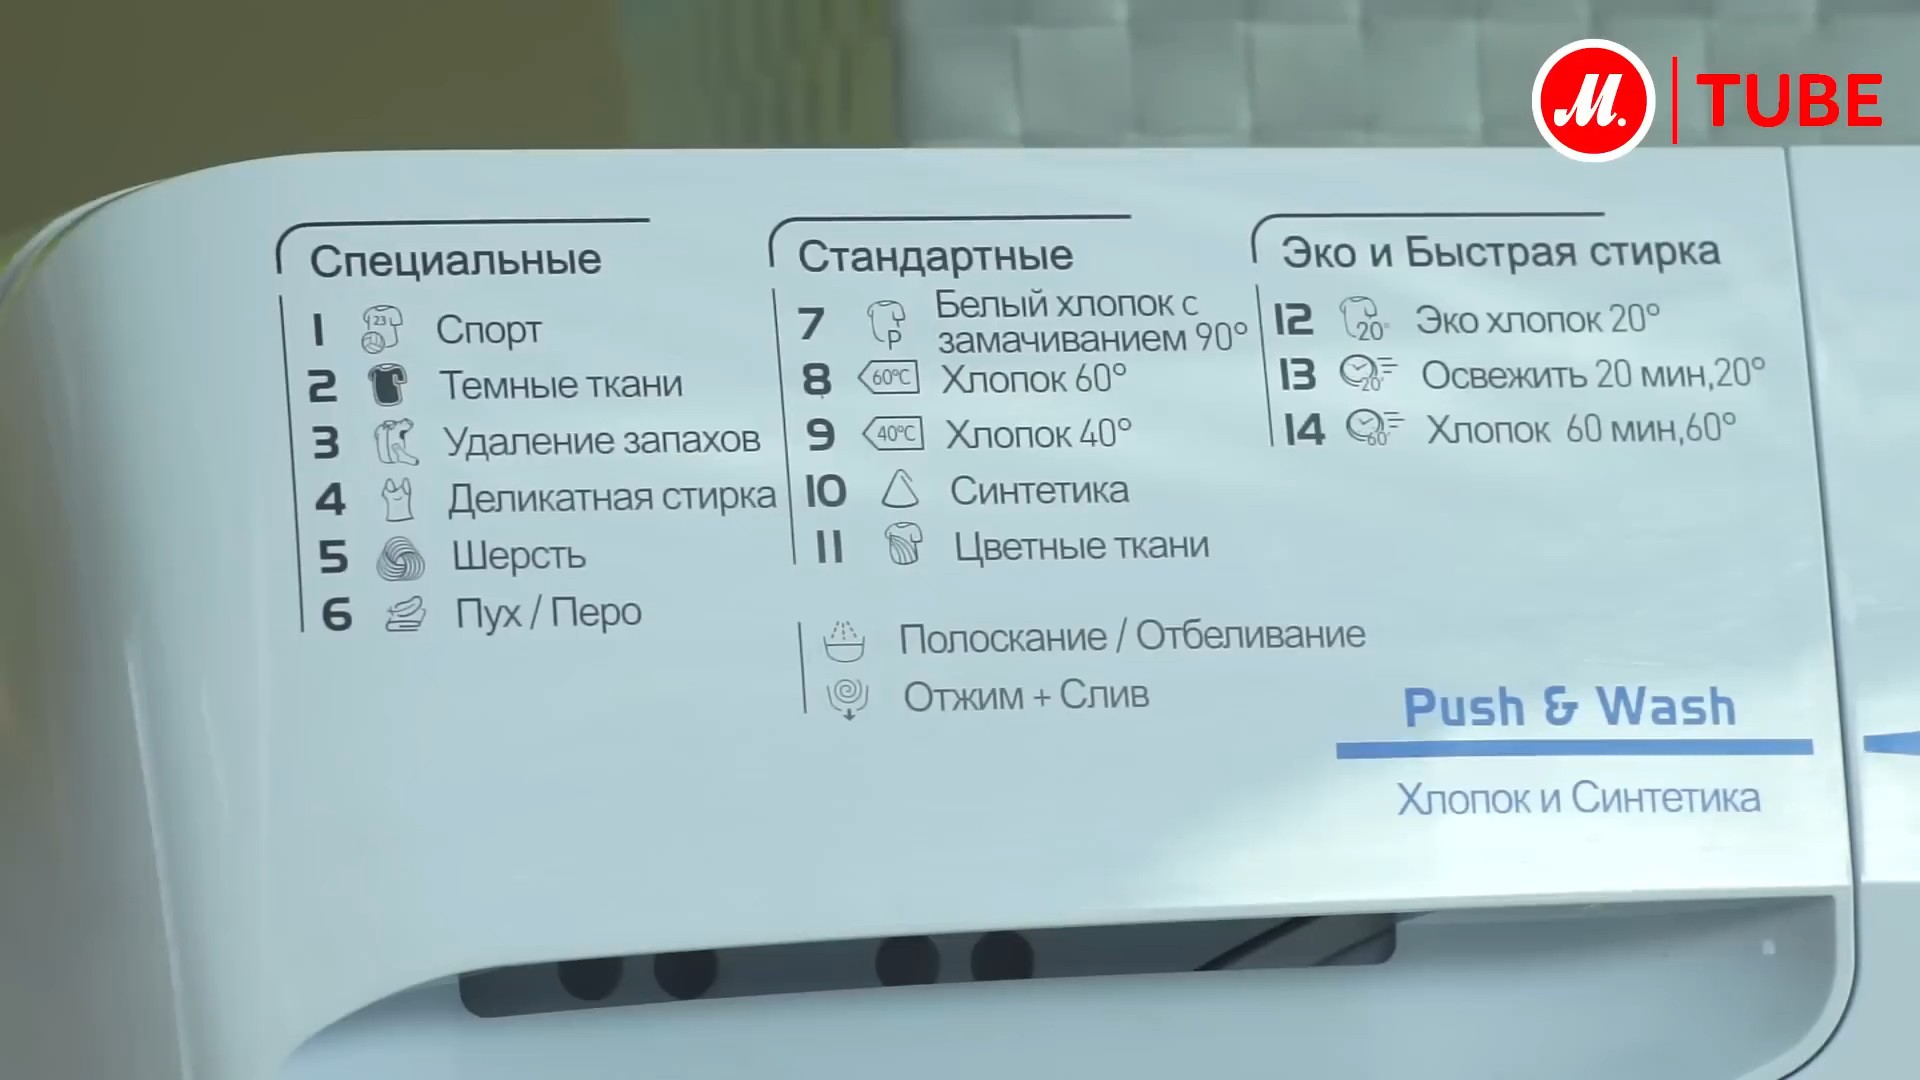 M. TUBE
Специальные
1 23 Спорт
2 Темные ткани
3 Удаление запахов
4 Деликатная стирка
5 Шерсть
6 Пух / Перо
Стандартные
7 P Белый хлопок с
замачиванием 90°
8 60°C Хлопок 60°
9 40°C Хлопок 40°
10 Синтетика
11 Цветные ткани
Полоскание / Отбеливание
Отжим + Слив
Эко и Быстрая стирка
12 20° Эко хлопок 20°
13 20' Освежить 20 мин,20°
14 60' Хлопок 60 мин,60°
Push & Wash
Хлопок и Синтетика